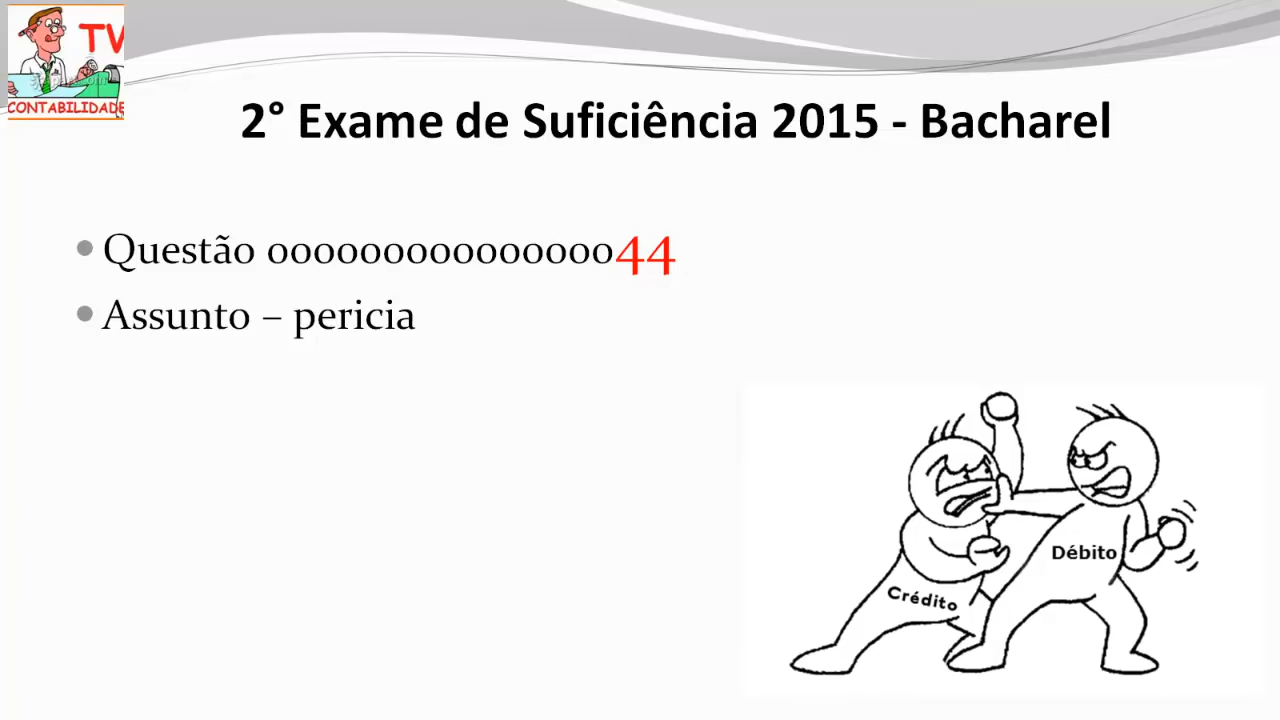 TV
CONTABILIDADE
2° Exame de Suficiência 2015 - Bacharel
Questão ooooooooooooooo44
Assunto – pericia
Débito
Crédito